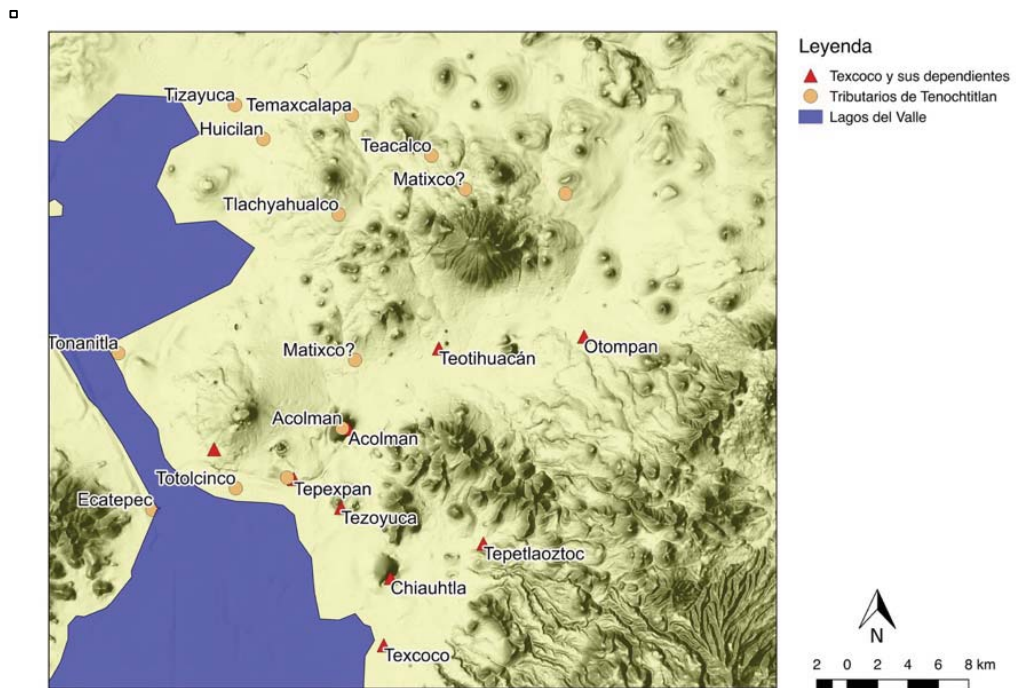 Leyenda
Texcoco y sus dependientes
Tributarios de Tenochtitlan
Lagos del Valle
Tizayuca
Temaxcalapa
Huicilan
Teacalco
Matixco?
Tlachyahualco
Tonanitla
Matixco?
Teotihuacán
Otompan
Acolman
Acolman
Totolcinco
Tepexpan
Ecatepec
Tezoyuca
Tepetlaoztoc
Chiauhtla
Texcoco
N
2 0 2 4 6 8 km